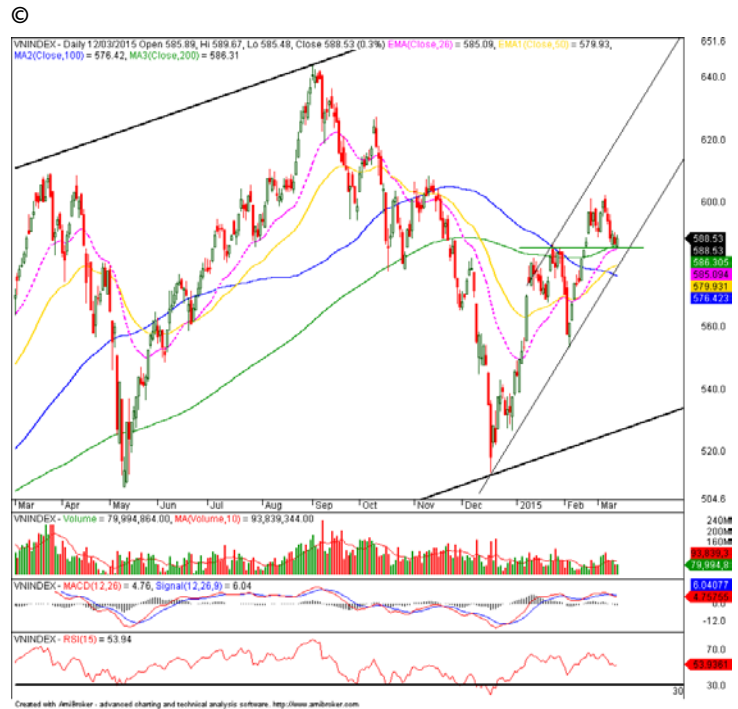 ©
VNINDEX - Daily 12/03/2015 Open 585.89, Hi 589.67, Lo 585.48, Close 588.53 (0.3%) EMA(Close,26) = 585.09, EMA1(Close,50) = 579.93,
MA2(Close,100) = 576.42, MA3(Close,200) = 586.31
651.6
640.0
620.0
600.0
588.53
588.53
586.305
585.094
579.931
576.423
560.0
540.0
520.0
504.6
Mar Apr May Jun Jul Aug Sep Oct Nov Dec 2015 Feb Mar
VNINDEX - Volume = 79,994,864.00, MA(Volume,10) = 93,839,344.00
240M
200M
160M
93,839,3
79,994,8
VNINDEX - MACD(12,26) = 4.76, Signal(12,26,9) = 6.04
6.04077
4.75765
0.0
-12.0
VNINDEX - RSI(15) = 53.94
70.0
53.9361
30.0
30
Created with AmiBroker - advanced charting and technical analysis software. http://www.amibroker.com